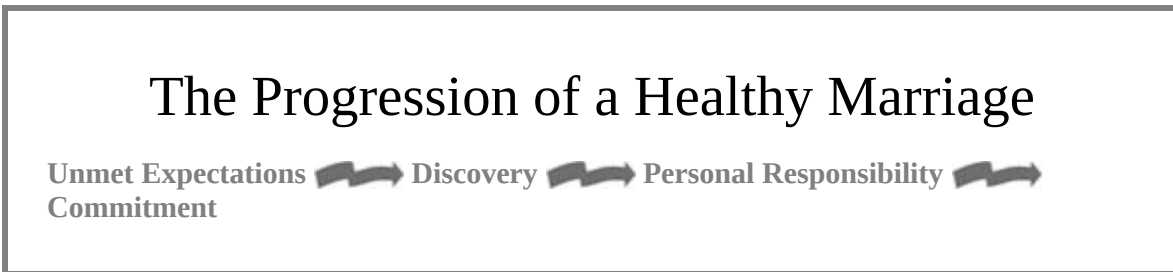 The Progression of a Healthy Marriage
Unmet Expectations Discovery Personal Responsibility
Commitment